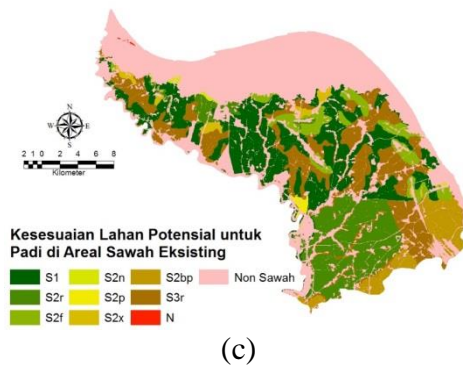 N
W E
S
2 1 0 2 4 6 8
Kilometer
Kesesuaian Lahan Potensial untuk
Padi di Areal Sawah Eksisting
S1 S2n S2bp Non Sawah
S2r S2p S3r
S2f S2x N
(c)